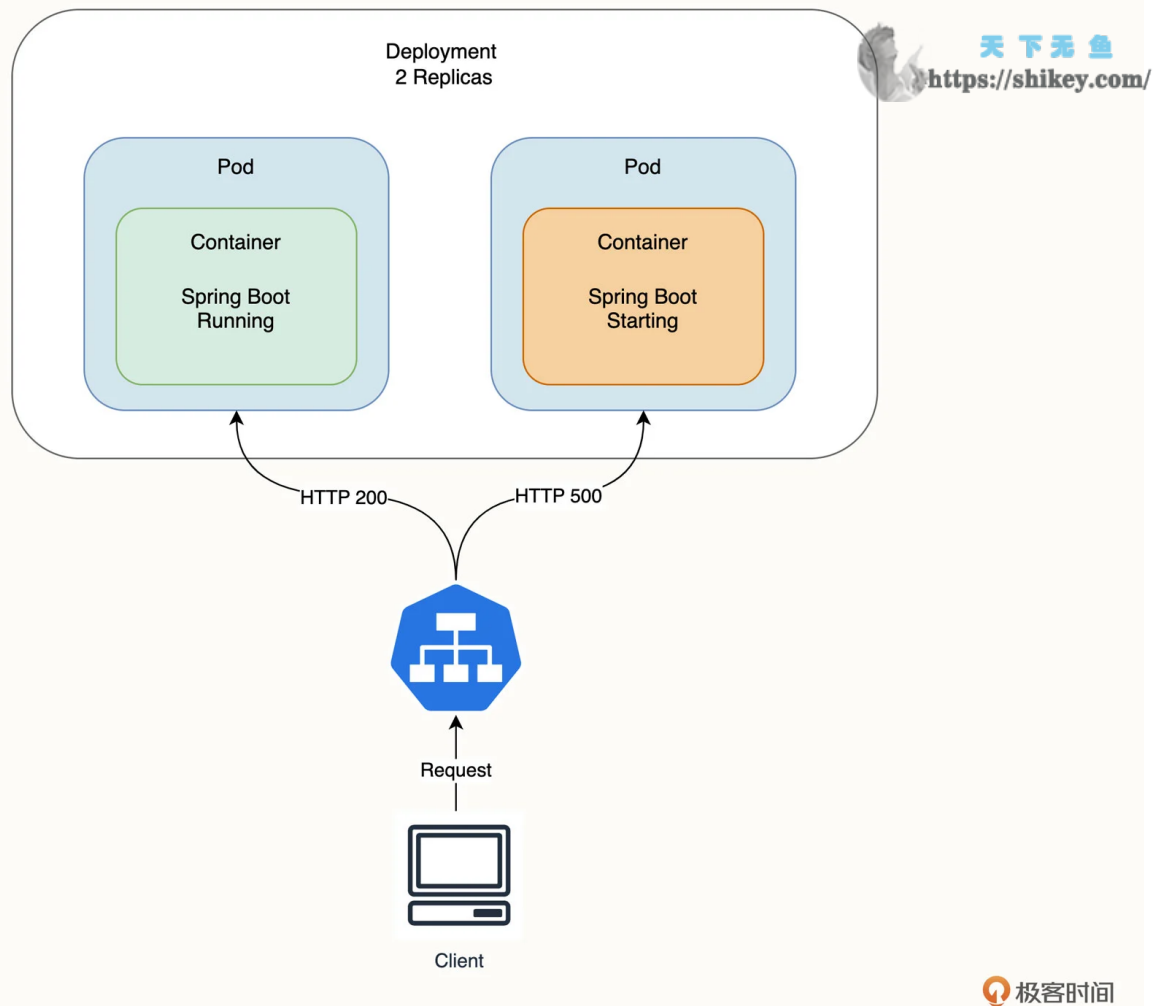 Deployment
2 Replicas
天下无鱼
https://shikey.com/
Pod
Pod
Container
Container
Spring Boot
Running
Spring Boot
Starting
HTTP 200
HTTP 500
Request
Client
极客时间